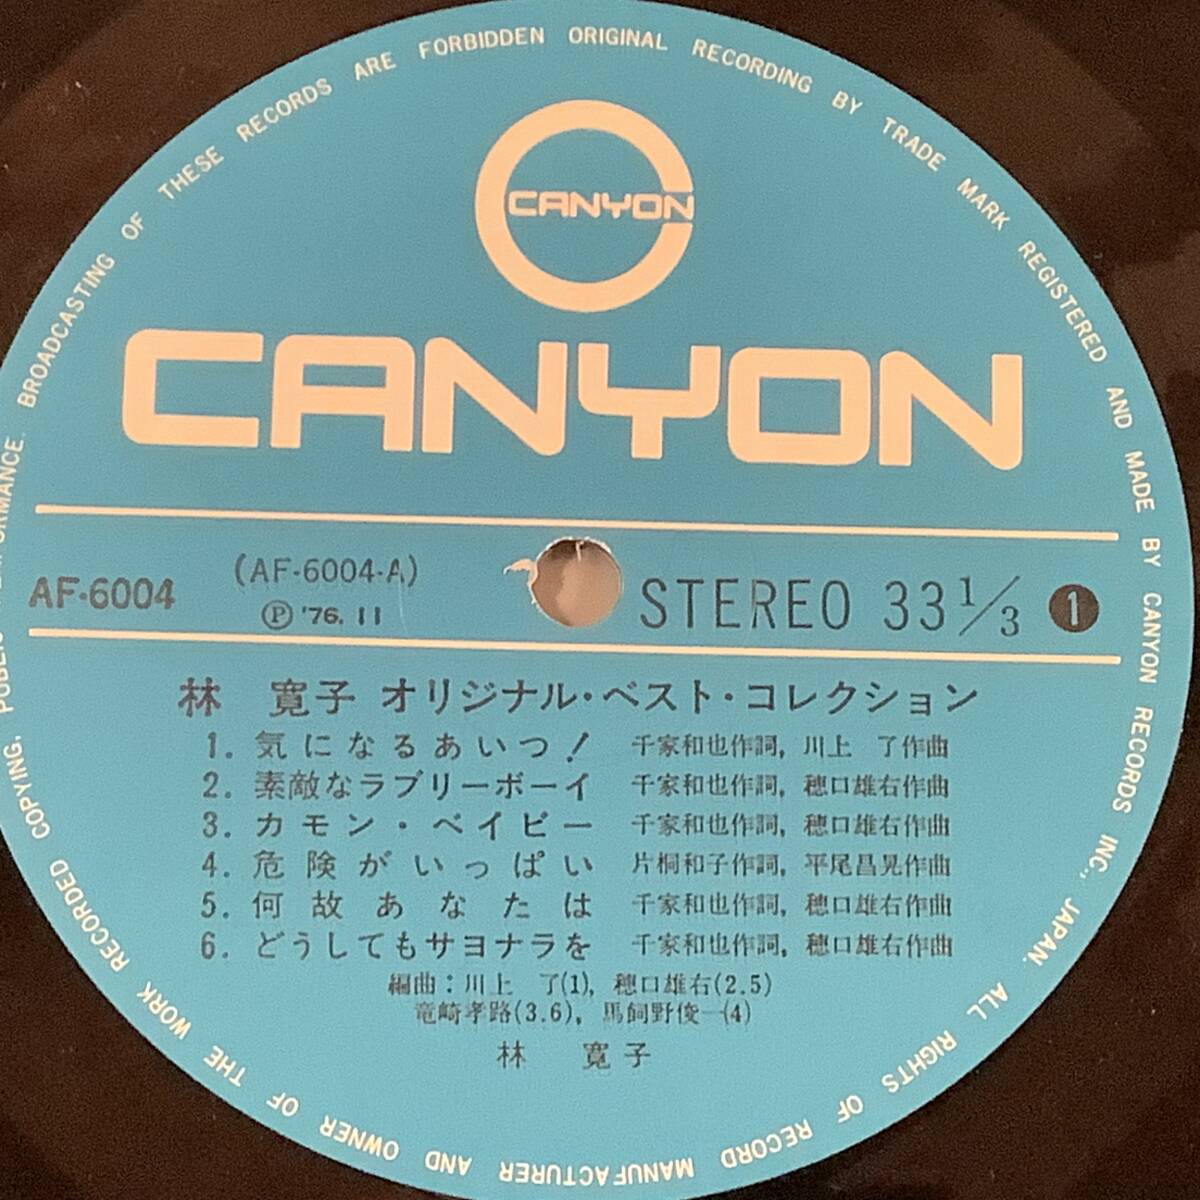 CANYON
CANYON
AF-6004
(AF-6004-A)
Ⓟ '76. 11
STEREO 33 1/3
1
林 寛子 オリジナル・ベスト・コレクション
1. 気になるあいつ! 千家和也作詞, 川上 了作曲
2. 素敵なラブリーボーイ 千家和也作詞, 穂口雄右作曲
3. カモン・ベイビー 千家和也作詞, 穂口雄右作曲
4. 危険がいっぱい 片桐和子作詞, 平尾昌晃作曲
5. 何故あなたは 千家和也作詞, 穂口雄右作曲
6. どうしてもサヨナラを 千家和也作詞, 穂口雄右作曲
編曲:川上 了(1), 穂口雄右(2.5)
竜崎孝路(3.6), 馬飼野俊一(4)
林 寛子
ORIGINAL RECORDING BY TRADE MARK REGISTERED AND MADE BY CANYON RECORDS INC., JAPAN. ALL RIGHTS OF RECORD MANUFACTURER AND OWNER OF THE WORK RECORDED COPYING, BROADCASTING OF THESE RECORDS ARE FORBIDDEN